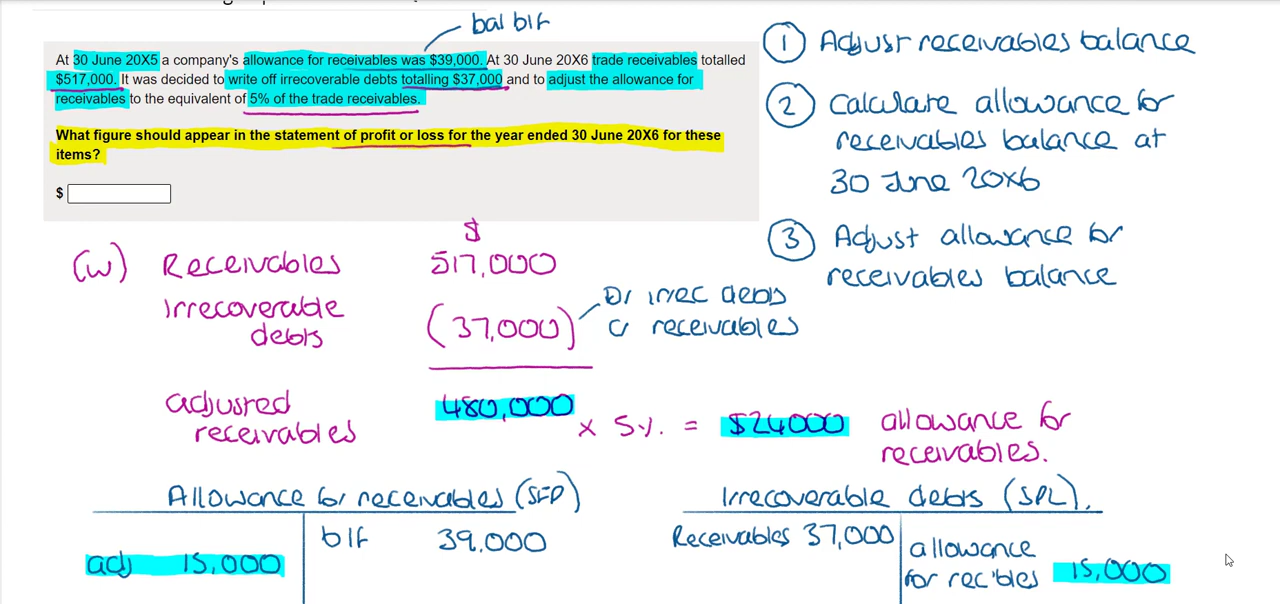 bal b/f
At 30 June 20X5 a company's allowance for receivables was $39,000. At 30 June 20X6 trade receivables totalled
$517,000. It was decided to write off irrecoverable debts totalling $37,000 and to adjust the allowance for
receivables to the equivalent of 5% of the trade receivables.
What figure should appear in the statement of profit or loss for the year ended 30 June 20X6 for these
items?
$
1 Adjust receivables balance
2 Calculate allowance for
receivables balance at
30 June 20X6
3 Adjust allowance for
receivables balance
$
(W) Receivables 517,000
Irrecoverable
debts (37,000)
Dr irrec debts
Cr receivables
adjusted
receivables
480,000 x 5%. = $24000
allowance for
receivables.
Allowance for receivables (SFP)
b/f 39,000
adj 15,000
Irrecoverable debts (SPL).
Receivables 37,000
allowance
for rec'bles 15,000